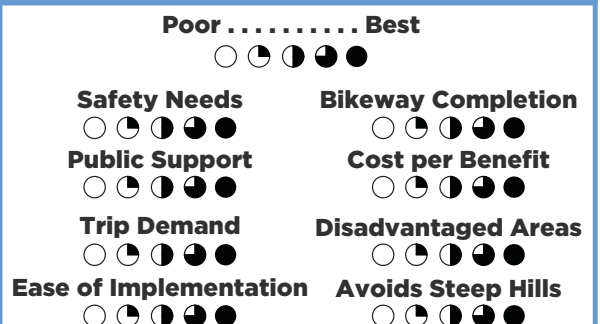 Poor . . . . . . . . . . Best
Safety Needs
Bikeway Completion
Public Support
Cost per Benefit
Trip Demand
Disadvantaged Areas
Ease of Implementation
Avoids Steep Hills